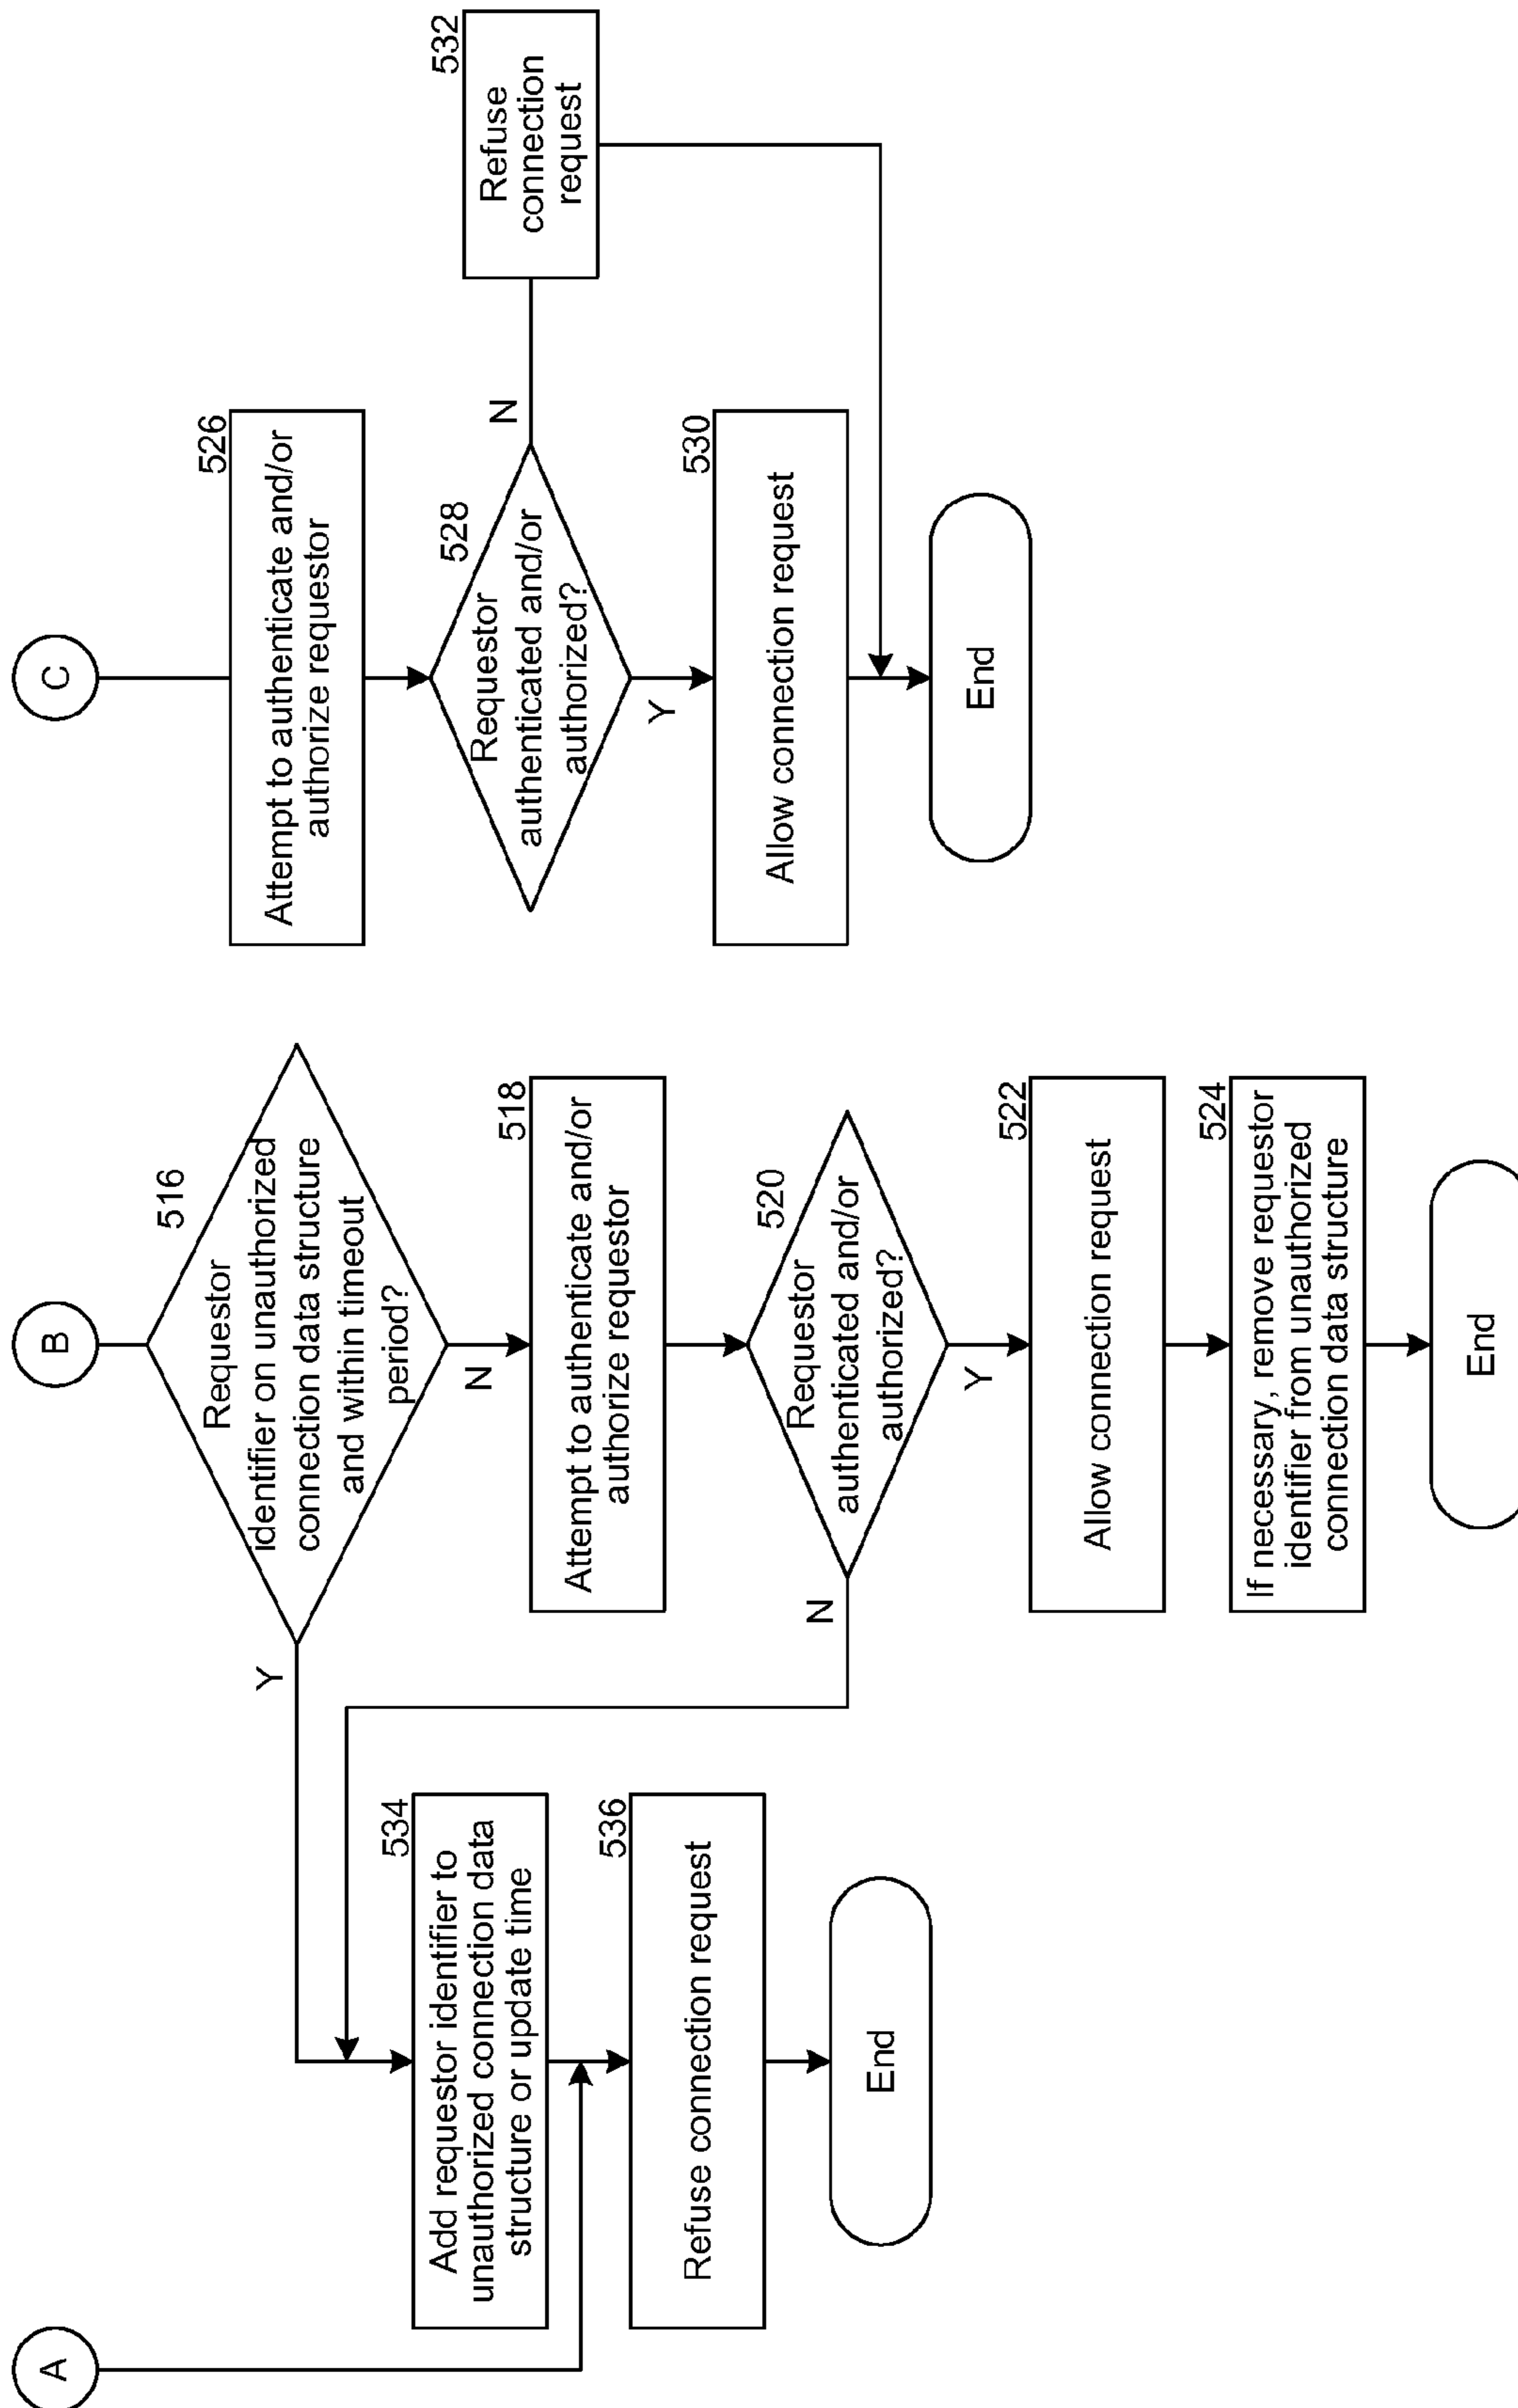 A
534
Add requestor identifier to
unauthorized connection data
structure or update time
536
Refuse connection request
End
B
516
Requestor
identifier on unauthorized
connection data structure
and within timeout
period?
Y
N
518
Attempt to authenticate and/or
authorize requestor
520
Requestor
authenticated and/or
authorized?
N
Y
522
Allow connection request
524
If necessary, remove requestor
identifier from unauthorized
connection data structure
End
C
526
Attempt to authenticate and/or
authorize requestor
528
Requestor
authenticated and/or
authorized?
N
Y
530
Allow connection request
End
532
Refuse
connection
request